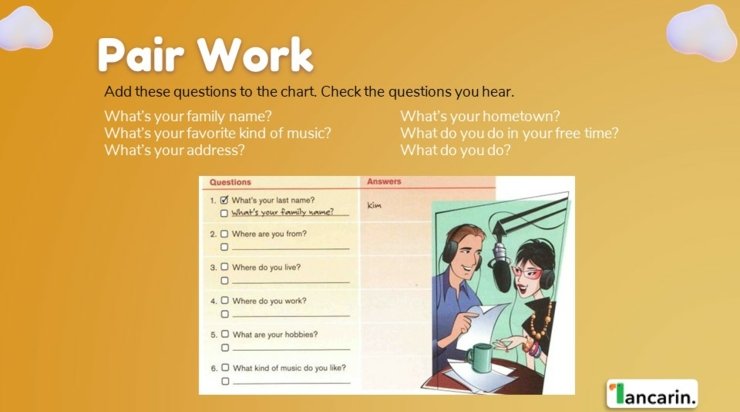 Pair Work
Add these questions to the chart. Check the questions you hear.
What's your family name?
What's your favorite kind of music?
What's your address?
What's your hometown?
What do you do in your free time?
What do you do?
Questions Answers
1. ☑ What's your last name? Kim
☐ What's your family name?
2. ☐ Where are you from?
☐
3. ☐ Where do you live?
☐
4. ☐ Where do you work?
☐
5. ☐ What are your hobbies?
☐
6. ☐ What kind of music do you like?
☐
1ancarin.